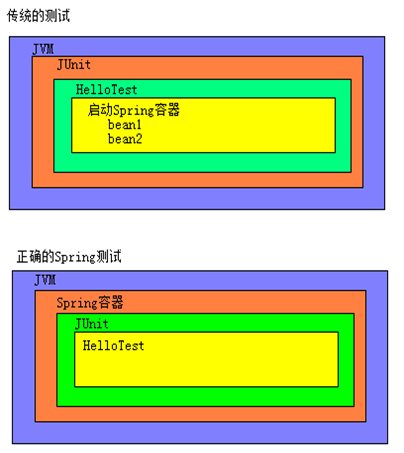 传统的测试
JVM
JUnit
HelloTest
启动Spring容器
bean1
bean2
正确的Spring测试
JVM
Spring容器
JUnit
HelloTest